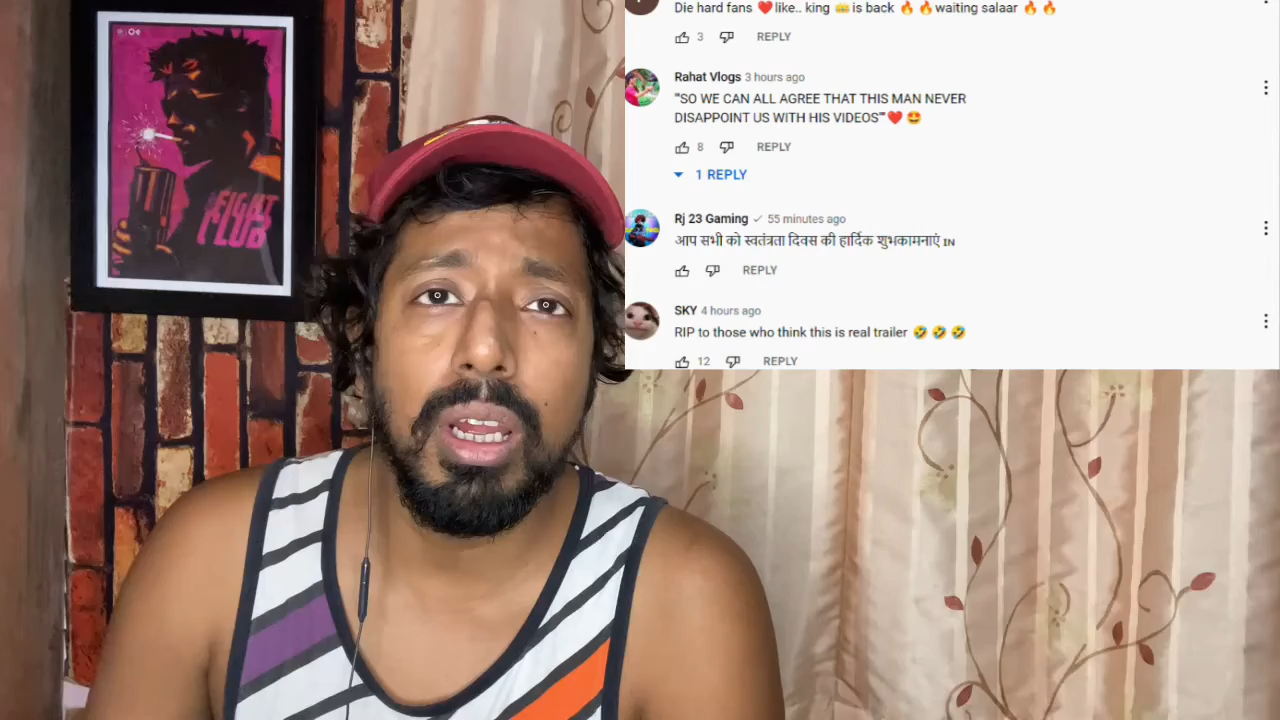 FIGHT
CLUB
Die hard fans ❤️like.. king 👑is back 🔥 🔥waiting salaar 🔥 🔥
3 REPLY
Rahat Vlogs 3 hours ago
"'SO WE CAN ALL AGREE THAT THIS MAN NEVER
DISAPPOINT US WITH HIS VIDEOS"'❤️🤩
8 REPLY
1 REPLY
Rj 23 Gaming ✓ 55 minutes ago
आप सभी को स्वतंत्रता दिवस की हार्दिक शुभकामनाएं IN
REPLY
SKY 4 hours ago
RIP to those who think this is real trailer 🤣 🤣 🤣
12 REPLY